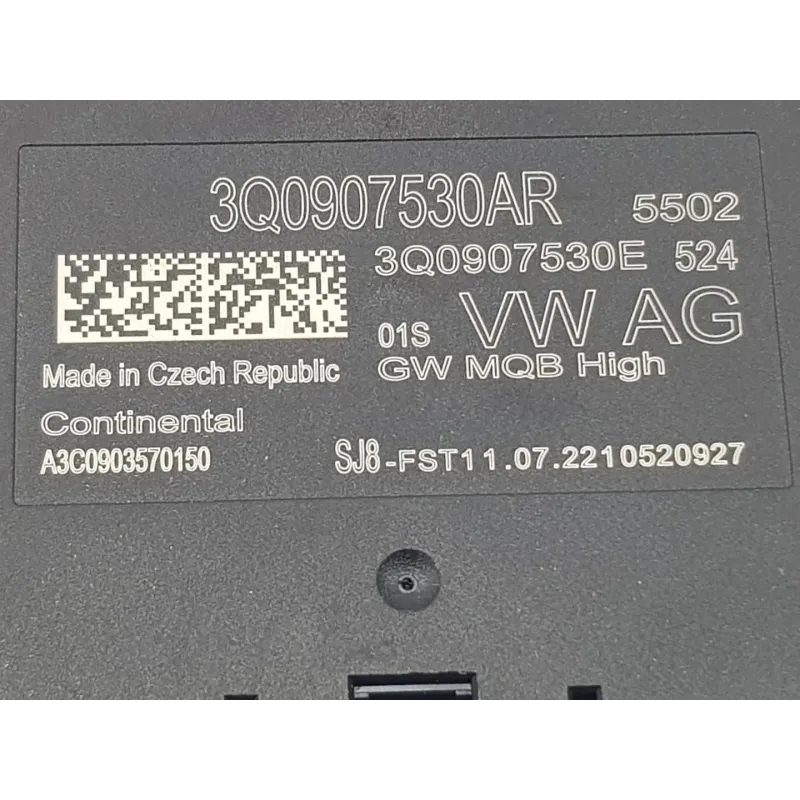 3Q0907530AR 5502
3Q0907530E 524
01S VW AG
GW MQB High
Made in Czech Republic
Continental
A3C0903570150 SJ8-FST11.07.2210520927